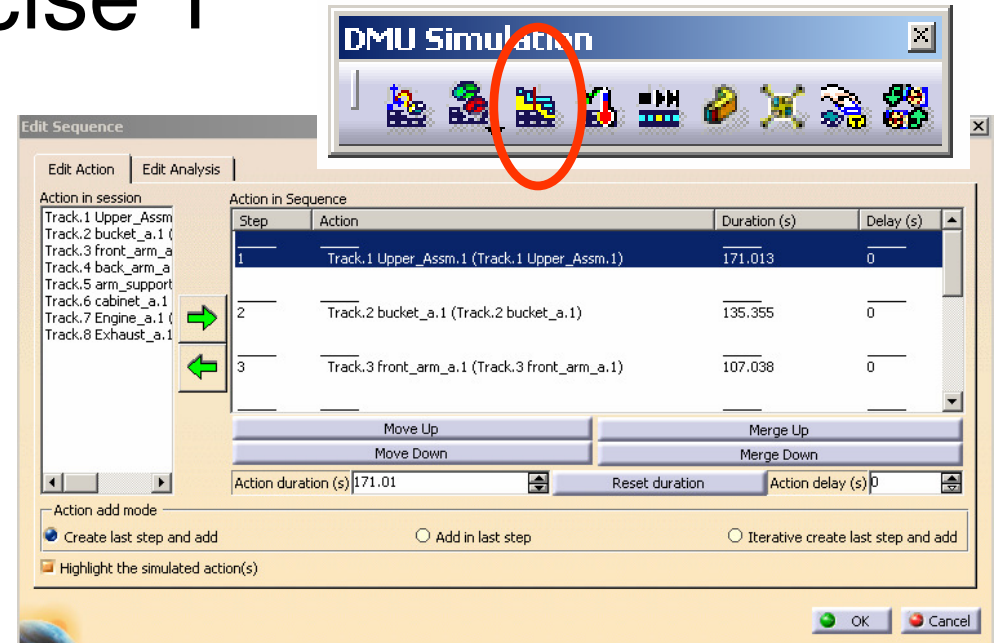 cise 1
DMU Simulation
Edit Sequence
Edit Action Edit Analysis
Action in session
Track.1 Upper_Assm
Track.2 bucket_a.1 (
Track.3 front_arm_a
Track.4 back_arm_a
Track.5 arm_support
Track.6 cabinet_a.1
Track.7 Engine_a.1 (
Track.8 Exhaust_a.1
Action in Sequence
Step Action Duration (s) Delay (s)
1 Track.1 Upper_Assm.1 (Track.1 Upper_Assm.1) 171.013 0
2 Track.2 bucket_a.1 (Track.2 bucket_a.1) 135.355 0
3 Track.3 front_arm_a.1 (Track.3 front_arm_a.1) 107.038 0
Move Up Merge Up
Move Down Merge Down
Action duration (s) 171.01 Reset duration Action delay (s) 0
Action add mode
Create last step and add Add in last step Iterative create last step and add
Highlight the simulated action(s)
OK Cancel